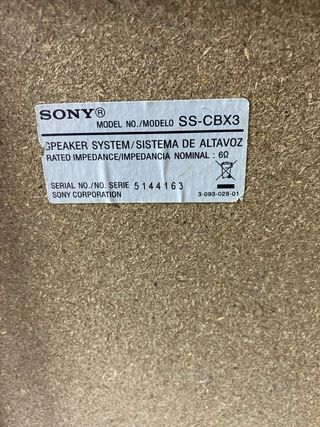 SONY®
MODEL NO./MODELO SS-CBX3
SPEAKER SYSTEM/SISTEMA DE ALTAVOZ
RATED IMPEDANCE/IMPEDANCIA NOMINAL : 6Ω
SERIAL NO./NO. SERIE 5144163
SONY CORPORATION 3-093-028-01